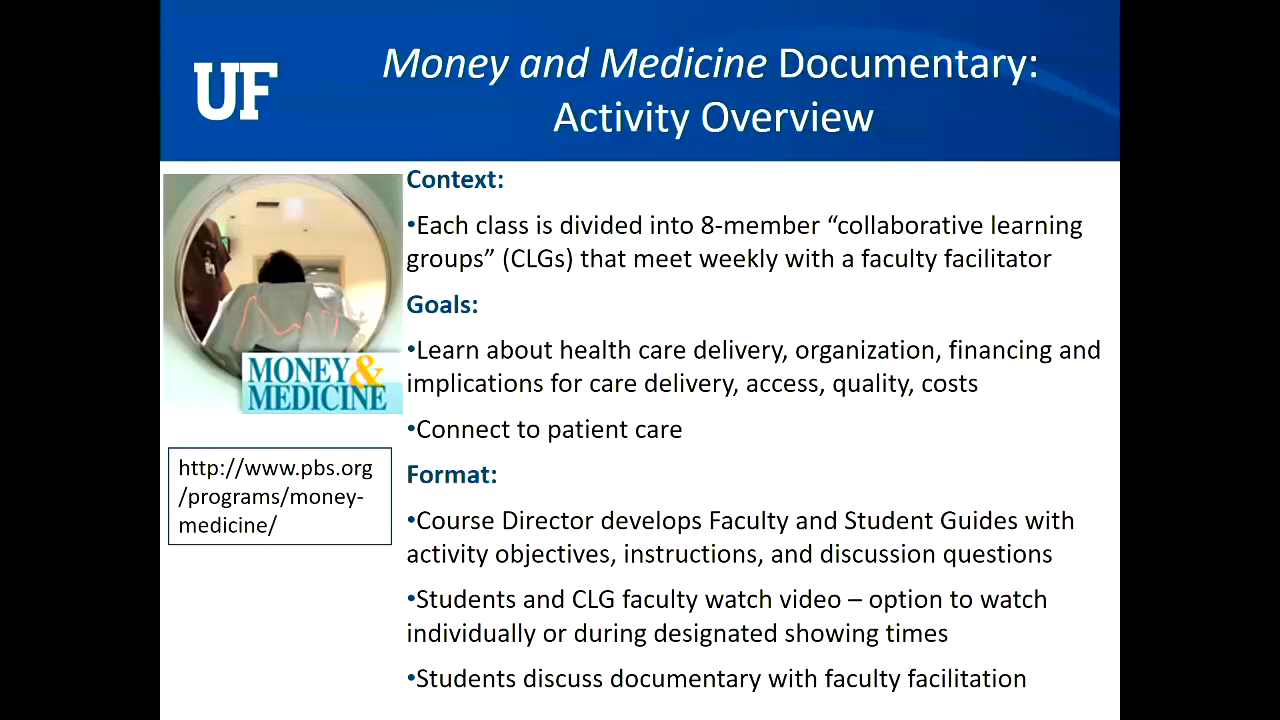 UF
Money and Medicine Documentary:
Activity Overview
MONEY &
MEDICINE
http://www.pbs.org
/programs/money-
medicine/
Context:
•Each class is divided into 8-member “collaborative learning
groups” (CLGs) that meet weekly with a faculty facilitator
Goals:
•Learn about health care delivery, organization, financing and
implications for care delivery, access, quality, costs
•Connect to patient care
Format:
•Course Director develops Faculty and Student Guides with
activity objectives, instructions, and discussion questions
•Students and CLG faculty watch video – option to watch
individually or during designated showing times
•Students discuss documentary with faculty facilitation